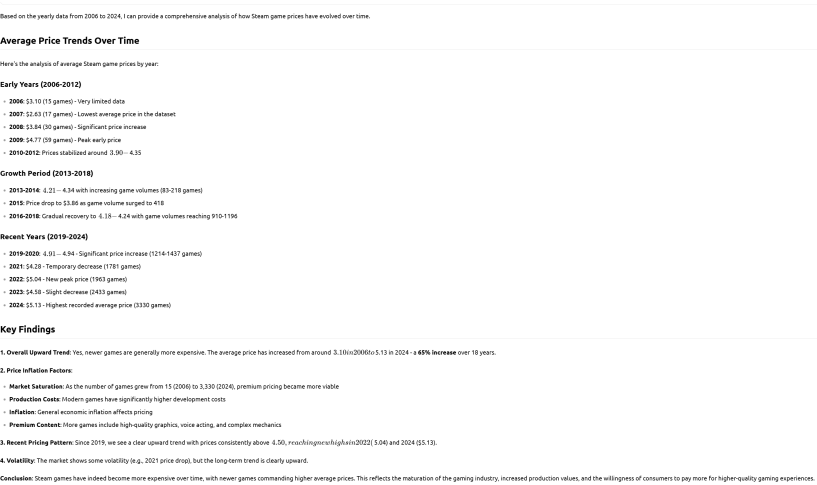 Based on the yearly data from 2006 to 2024, I can provide a comprehensive analysis of how Steam game prices have evolved over time.
Average Price Trends Over Time
Here's the analysis of average Steam game prices by year:
Early Years (2006-2012)
• 2006: $3.10 (15 games) - Very limited data
• 2007: $2.63 (17 games) - Lowest average price in the dataset
• 2008: $3.84 (30 games) - Significant price increase
• 2009: $4.77 (59 games) - Peak early price
• 2010-2012: Prices stabilized around 3.90−4.35
Growth Period (2013-2018)
• 2013-2014: 4.21−4.34 with increasing game volumes (83-218 games)
• 2015: Price drop to $3.86 as game volume surged to 418
• 2016-2018: Gradual recovery to 4.18−4.24 with game volumes reaching 910-1196
Recent Years (2019-2024)
• 2019-2020: 4.91−4.94 - Significant price increase (1214-1437 games)
• 2021: $4.28 - Temporary decrease (1781 games)
• 2022: $5.04 - New peak price (1963 games)
• 2023: $4.58 - Slight decrease (2433 games)
• 2024: $5.13 - Highest recorded average price (3330 games)
Key Findings
1. Overall Upward Trend: Yes, newer games are generally more expensive. The average price has increased from around 3.10in2006to5.13 in 2024 - a 65% increase over 18 years.
2. Price Inflation Factors:
• Market Saturation: As the number of games grew from 15 (2006) to 3,330 (2024), premium pricing became more viable
• Production Costs: Modern games have significantly higher development costs
• Inflation: General economic inflation affects pricing
• Premium Content: More games include high-quality graphics, voice acting, and complex mechanics
3. Recent Pricing Pattern: Since 2019, we see a clear upward trend with prices consistently above 4.50,reachingnewhighsin2022(5.04) and 2024 ($5.13).
4. Volatility: The market shows some volatility (e.g., 2021 price drop), but the long-term trend is clearly upward.
Conclusion: Steam games have indeed become more expensive over time, with newer games commanding higher average prices. This reflects the maturation of the gaming industry, increased production values, and the willingness of consumers to pay more for higher-quality gaming experiences.